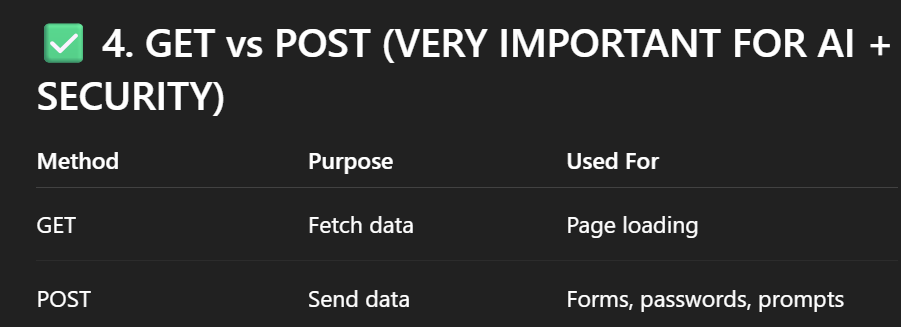 ✅ 4. GET vs POST (VERY IMPORTANT FOR AI +
SECURITY)
Method Purpose Used For
GET Fetch data Page loading
POST Send data Forms, passwords, prompts